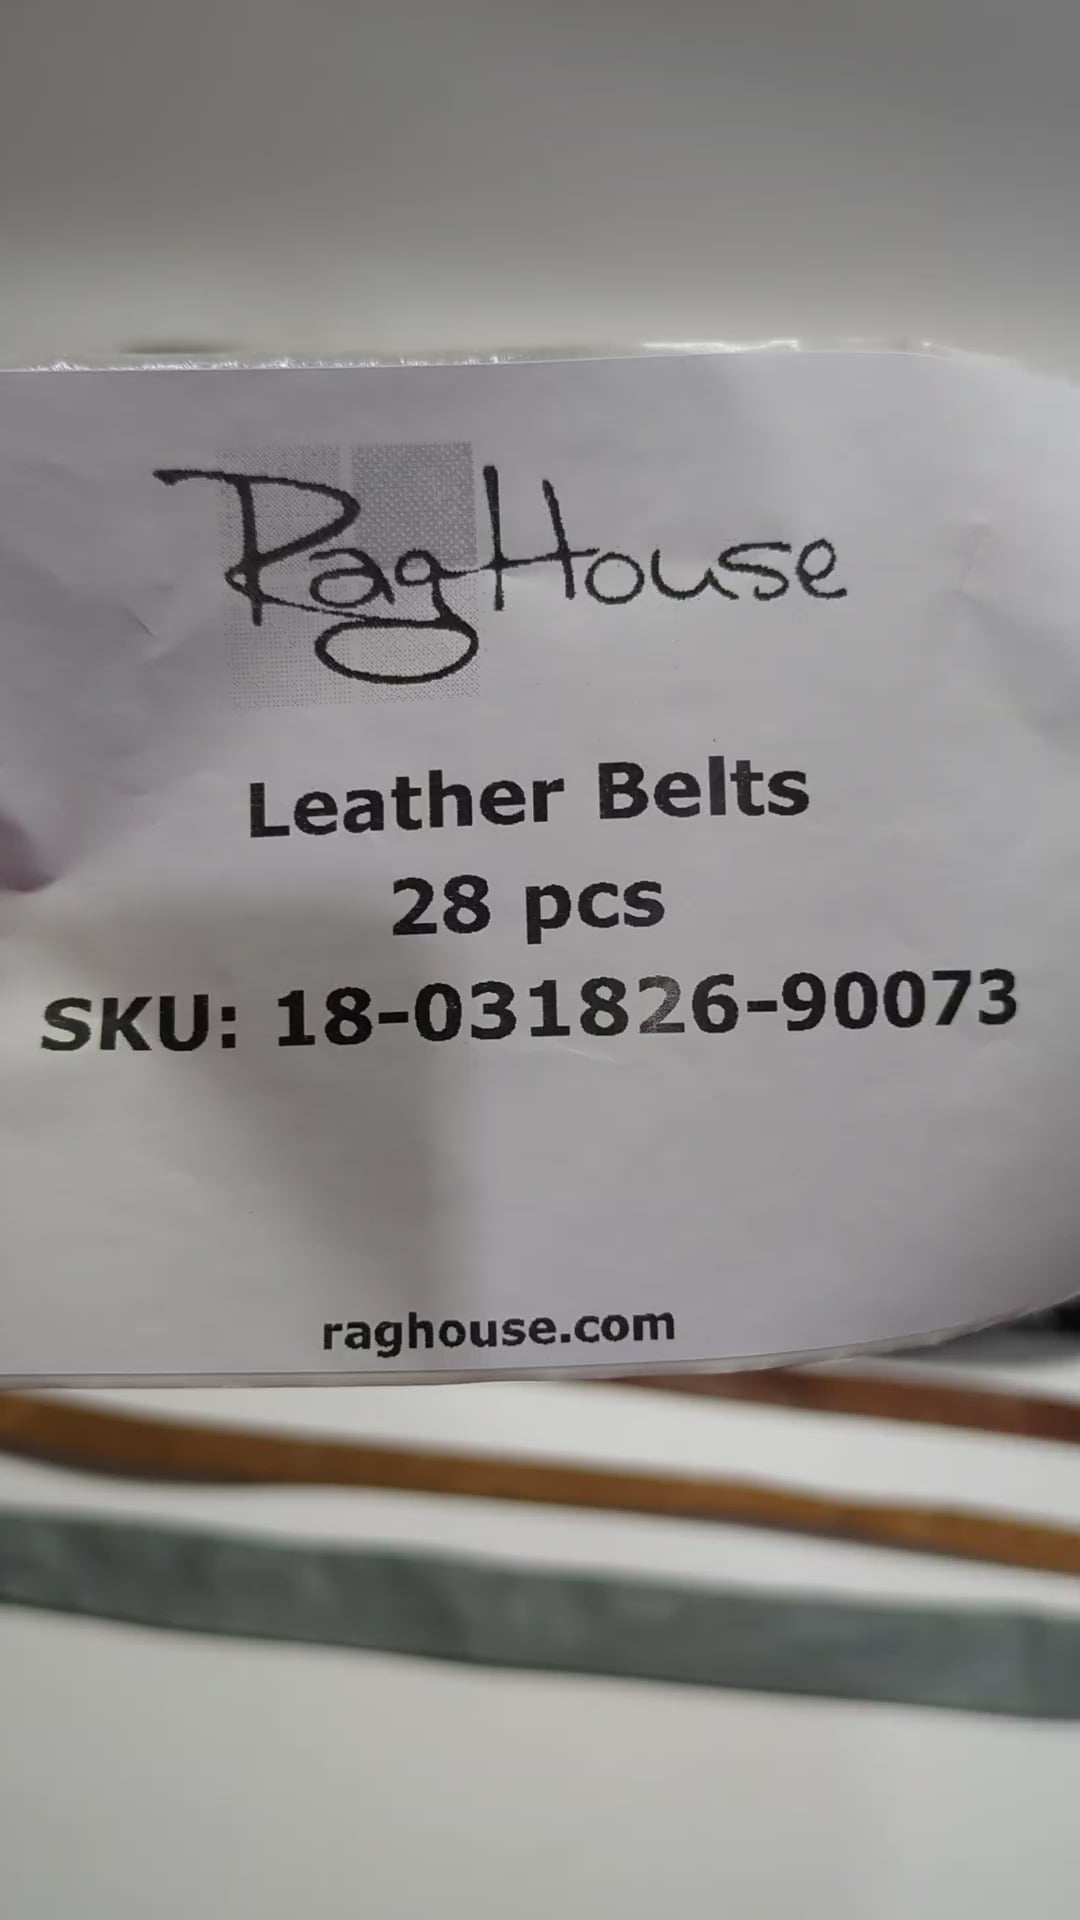 RagHouse
Leather Belts
28 pcs
SKU: 18-031826-90073
raghouse.com